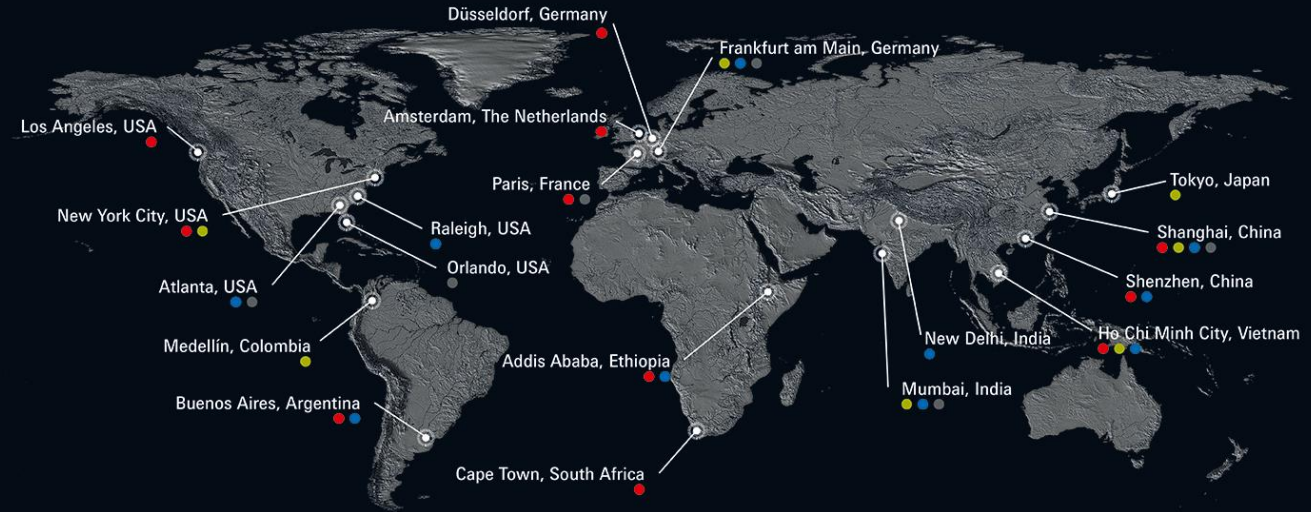 Düsseldorf, Germany
Frankfurt am Main, Germany
Amsterdam, The Netherlands
Los Angeles, USA
Paris, France
Tokyo, Japan
New York City, USA
Raleigh, USA
Shanghai, China
Orlando, USA
Atlanta, USA
Shenzhen, China
Medellín, Colombia
New Delhi, India
Ho Chi Minh City, Vietnam
Addis Ababa, Ethiopia
Mumbai, India
Buenos Aires, Argentina
Cape Town, South Africa